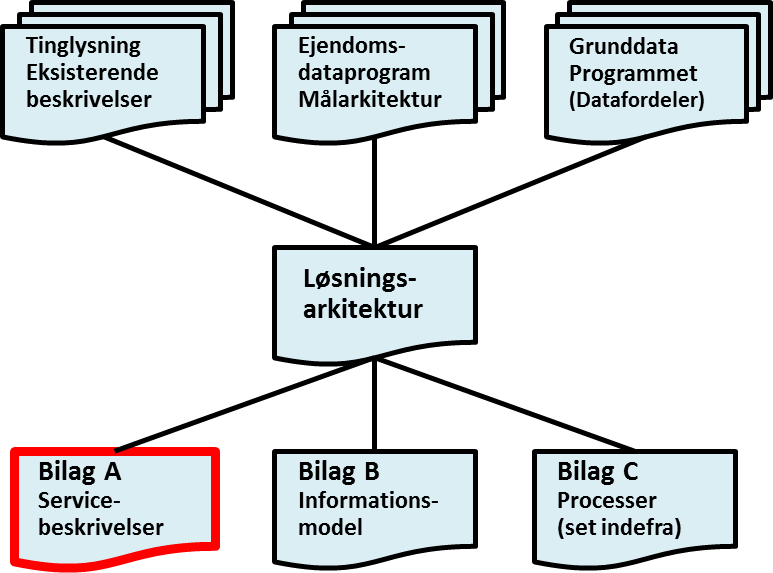 Tinglysning
Eksisterende
beskrivelser
Ejendoms-
dataprogram
Målarkitektur
Grunddata
Programmet
(Datafordeler)
Løsnings-
arkitektur
Bilag A
Service-
beskrivelser
Bilag B
Informations-
model
Bilag C
Processer
(set indefra)